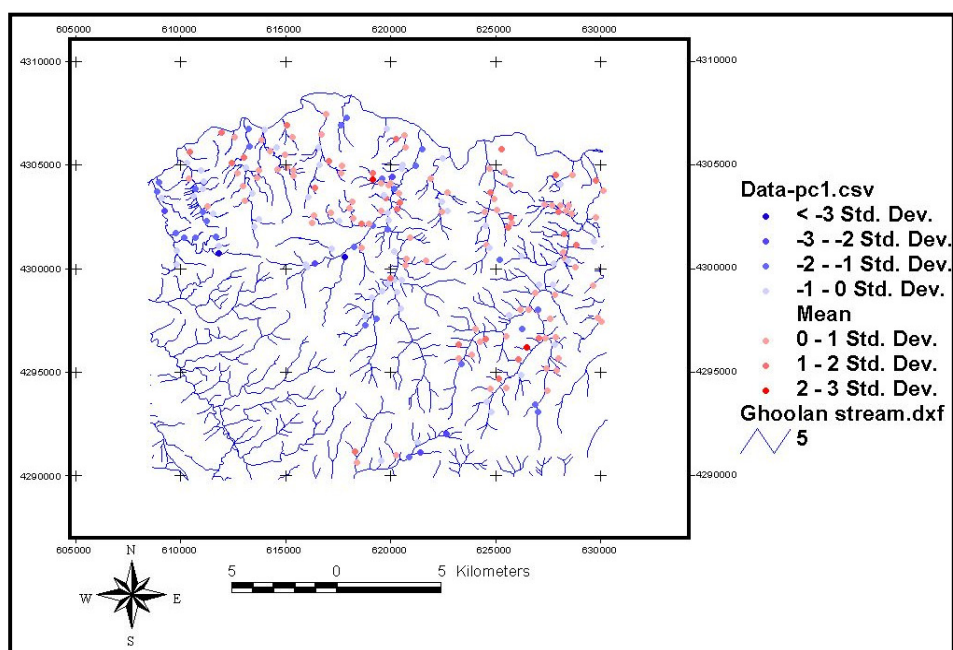 605000 610000 615000 620000 625000 630000
4310000 4310000
4305000 4305000
4300000 4300000
4295000 4295000
4290000 4290000
605000 610000 615000 620000 625000 630000
Data-pc1.csv
< -3 Std. Dev.
-3 - -2 Std. Dev.
-2 - -1 Std. Dev.
-1 - 0 Std. Dev.
Mean
0 - 1 Std. Dev.
1 - 2 Std. Dev.
2 - 3 Std. Dev.
Ghoolan stream.dxf
5
N
W E
S
5 0 5 Kilometers